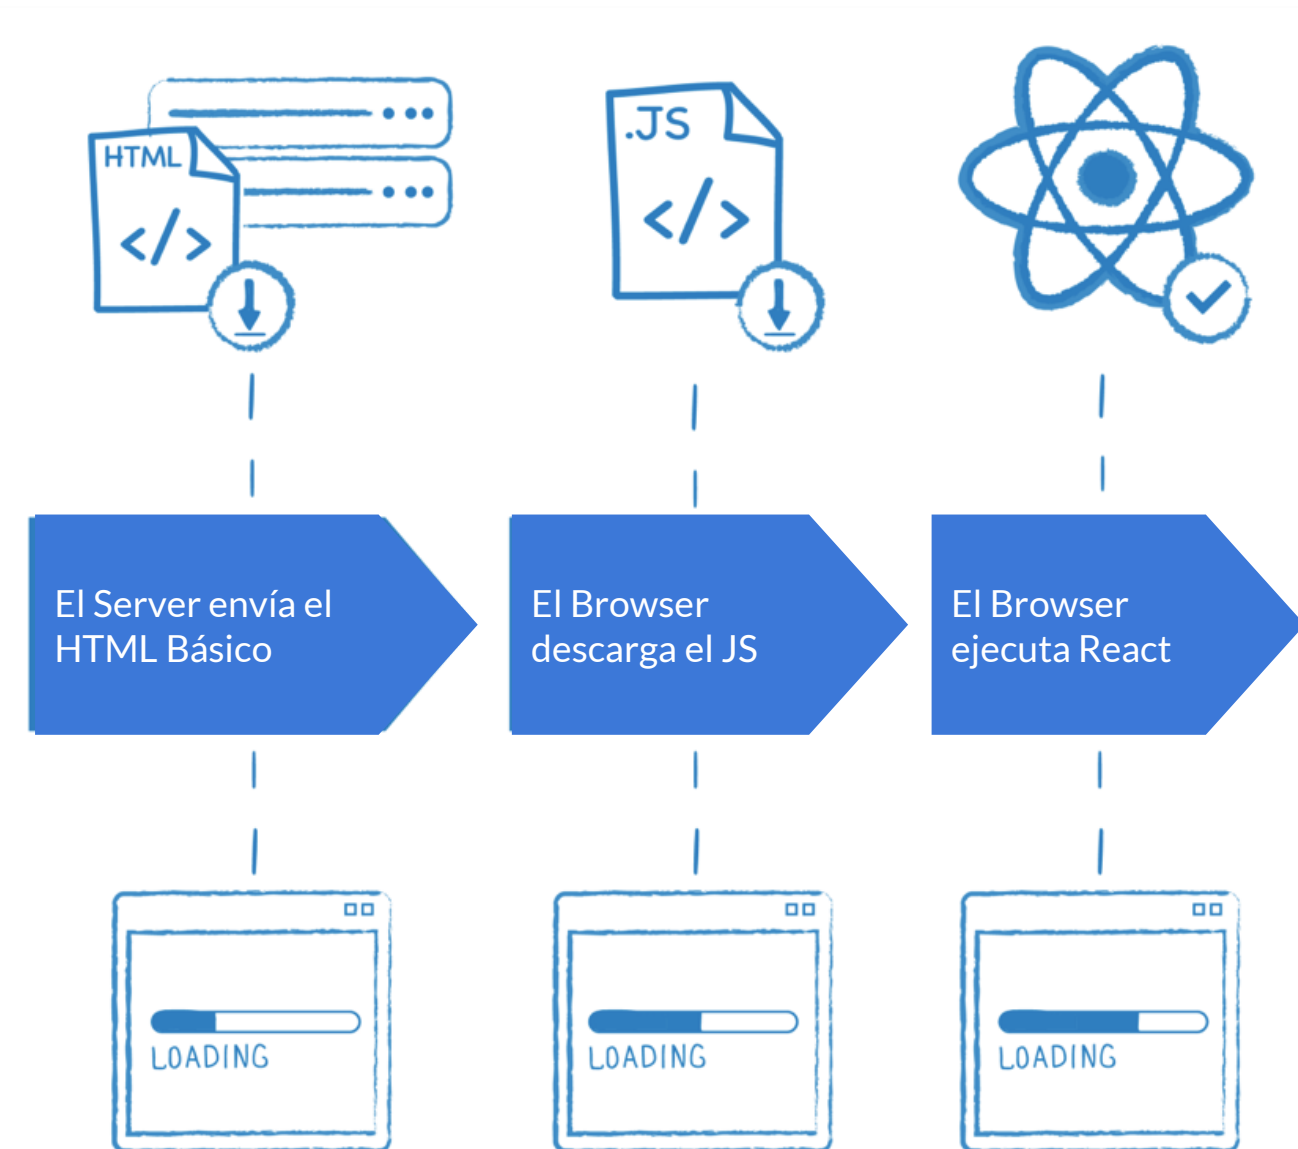 HTML
</>
.JS
</>
El Server envía el
HTML Básico
El Browser
descarga el JS
El Browser
ejecuta React
LOADING
LOADING
LOADING